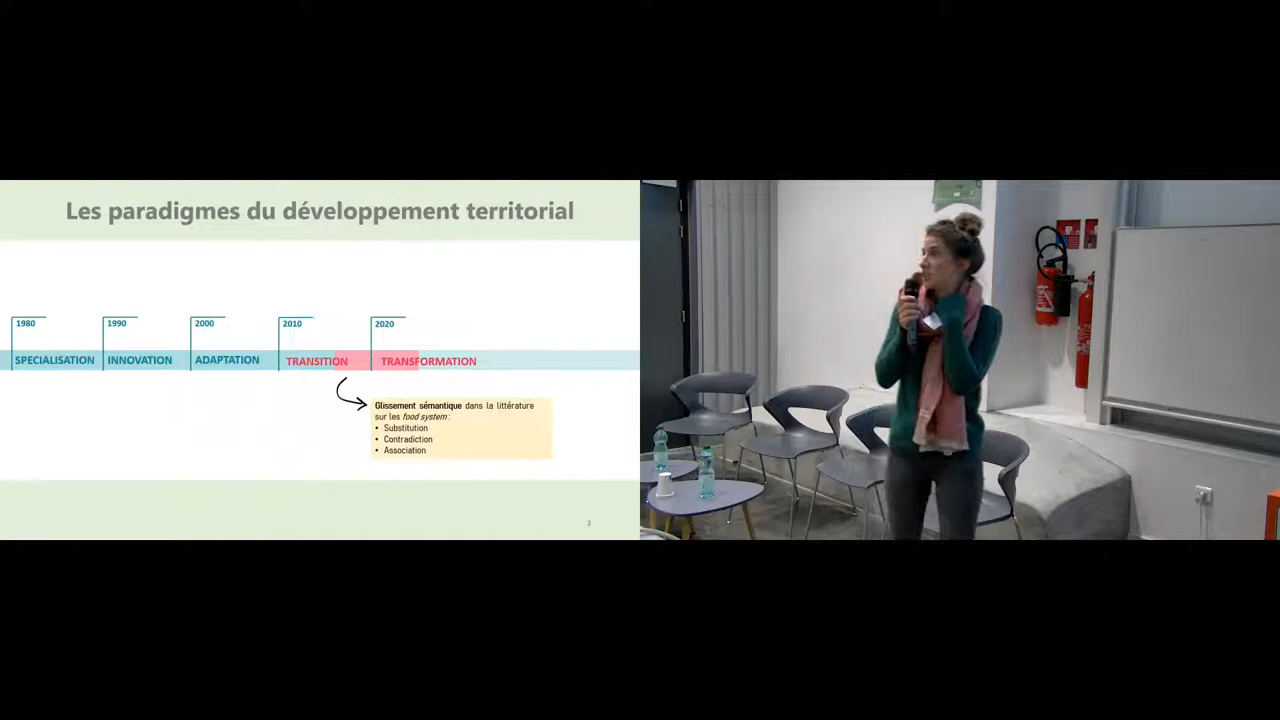 Les paradigmes du développement territorial
1980
1990
2000
2010
2020
SPECIALISATION
INNOVATION
ADAPTATION
TRANSITION
TRANSFORMATION
Glissement sémantique dans la littérature
sur les food system :
• Substitution
• Contradiction
• Association
2